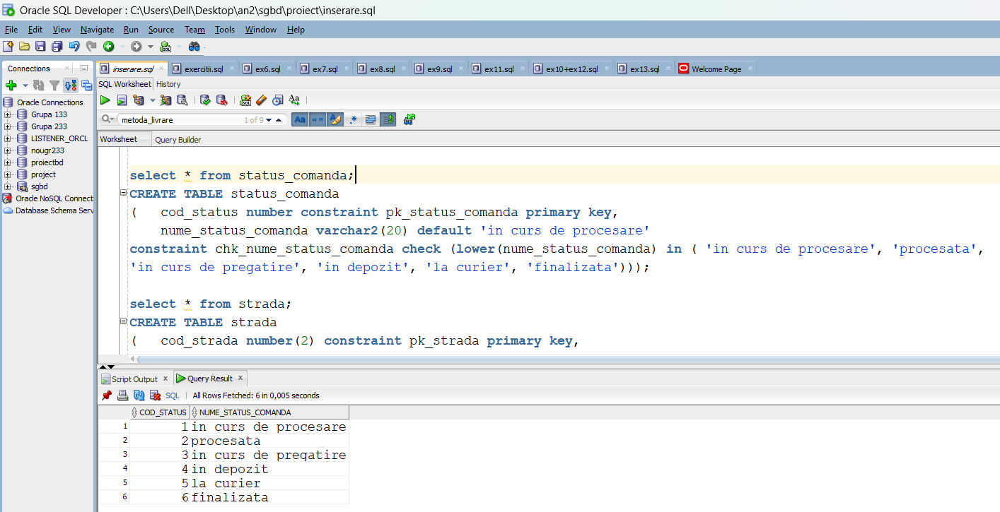 Oracle SQL Developer : C:\Users\Dell\Desktop\an2\sgbd\proiect\inserare.sql
File Edit View Navigate Run Source Team Tools Window Help
Connections
inserare.sql exercitii.sql ex6.sql ex7.sql ex8.sql ex9.sql ex11.sql ex10+ex12.sql ex13.sql Welcome Page
SQL Worksheet History
Oracle Connections
Grupa 133
Grupa 233
LISTENER_ORCL
nougr233
proiectbd
project
sgbd
Oracle NoSQL Connect
Database Schema Serv
metoda_livrare 1 of 9
Worksheet Query Builder
select * from status_comanda;
CREATE TABLE status_comanda
( cod_status number constraint pk_status_comanda primary key,
nume_status_comanda varchar2(20) default 'in curs de procesare'
constraint chk_nume_status_comanda check (lower(nume_status_comanda) in ( 'in curs de procesare', 'procesata',
'in curs de pregatire', 'in depozit', 'la curier', 'finalizata')));
select * from strada;
CREATE TABLE strada
( cod_strada number(2) constraint pk_strada primary key,
Script Output Query Result
SQL All Rows Fetched: 6 in 0,005 seconds
COD_STATUS NUME_STATUS_COMANDA
1 1 in curs de procesare
2 2 procesata
3 3 in curs de pregatire
4 4 in depozit
5 5 la curier
6 6 finalizata